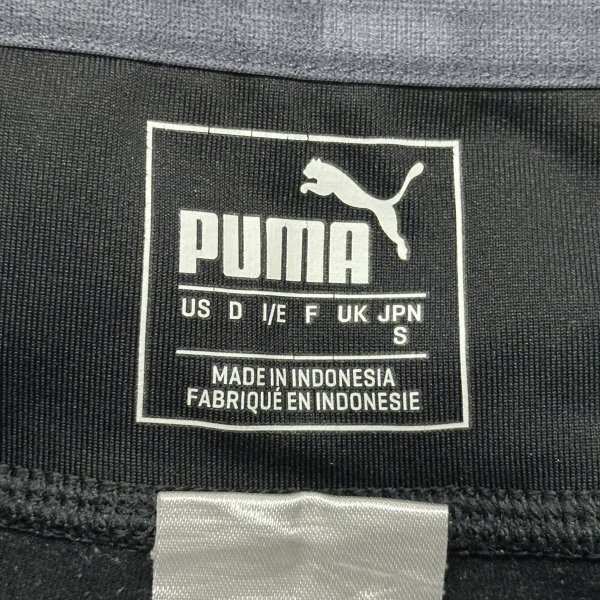 PUMA
US D I/E F UK JPN
S
MADE IN INDONESIA
FABRIQUÉ EN INDONESIE